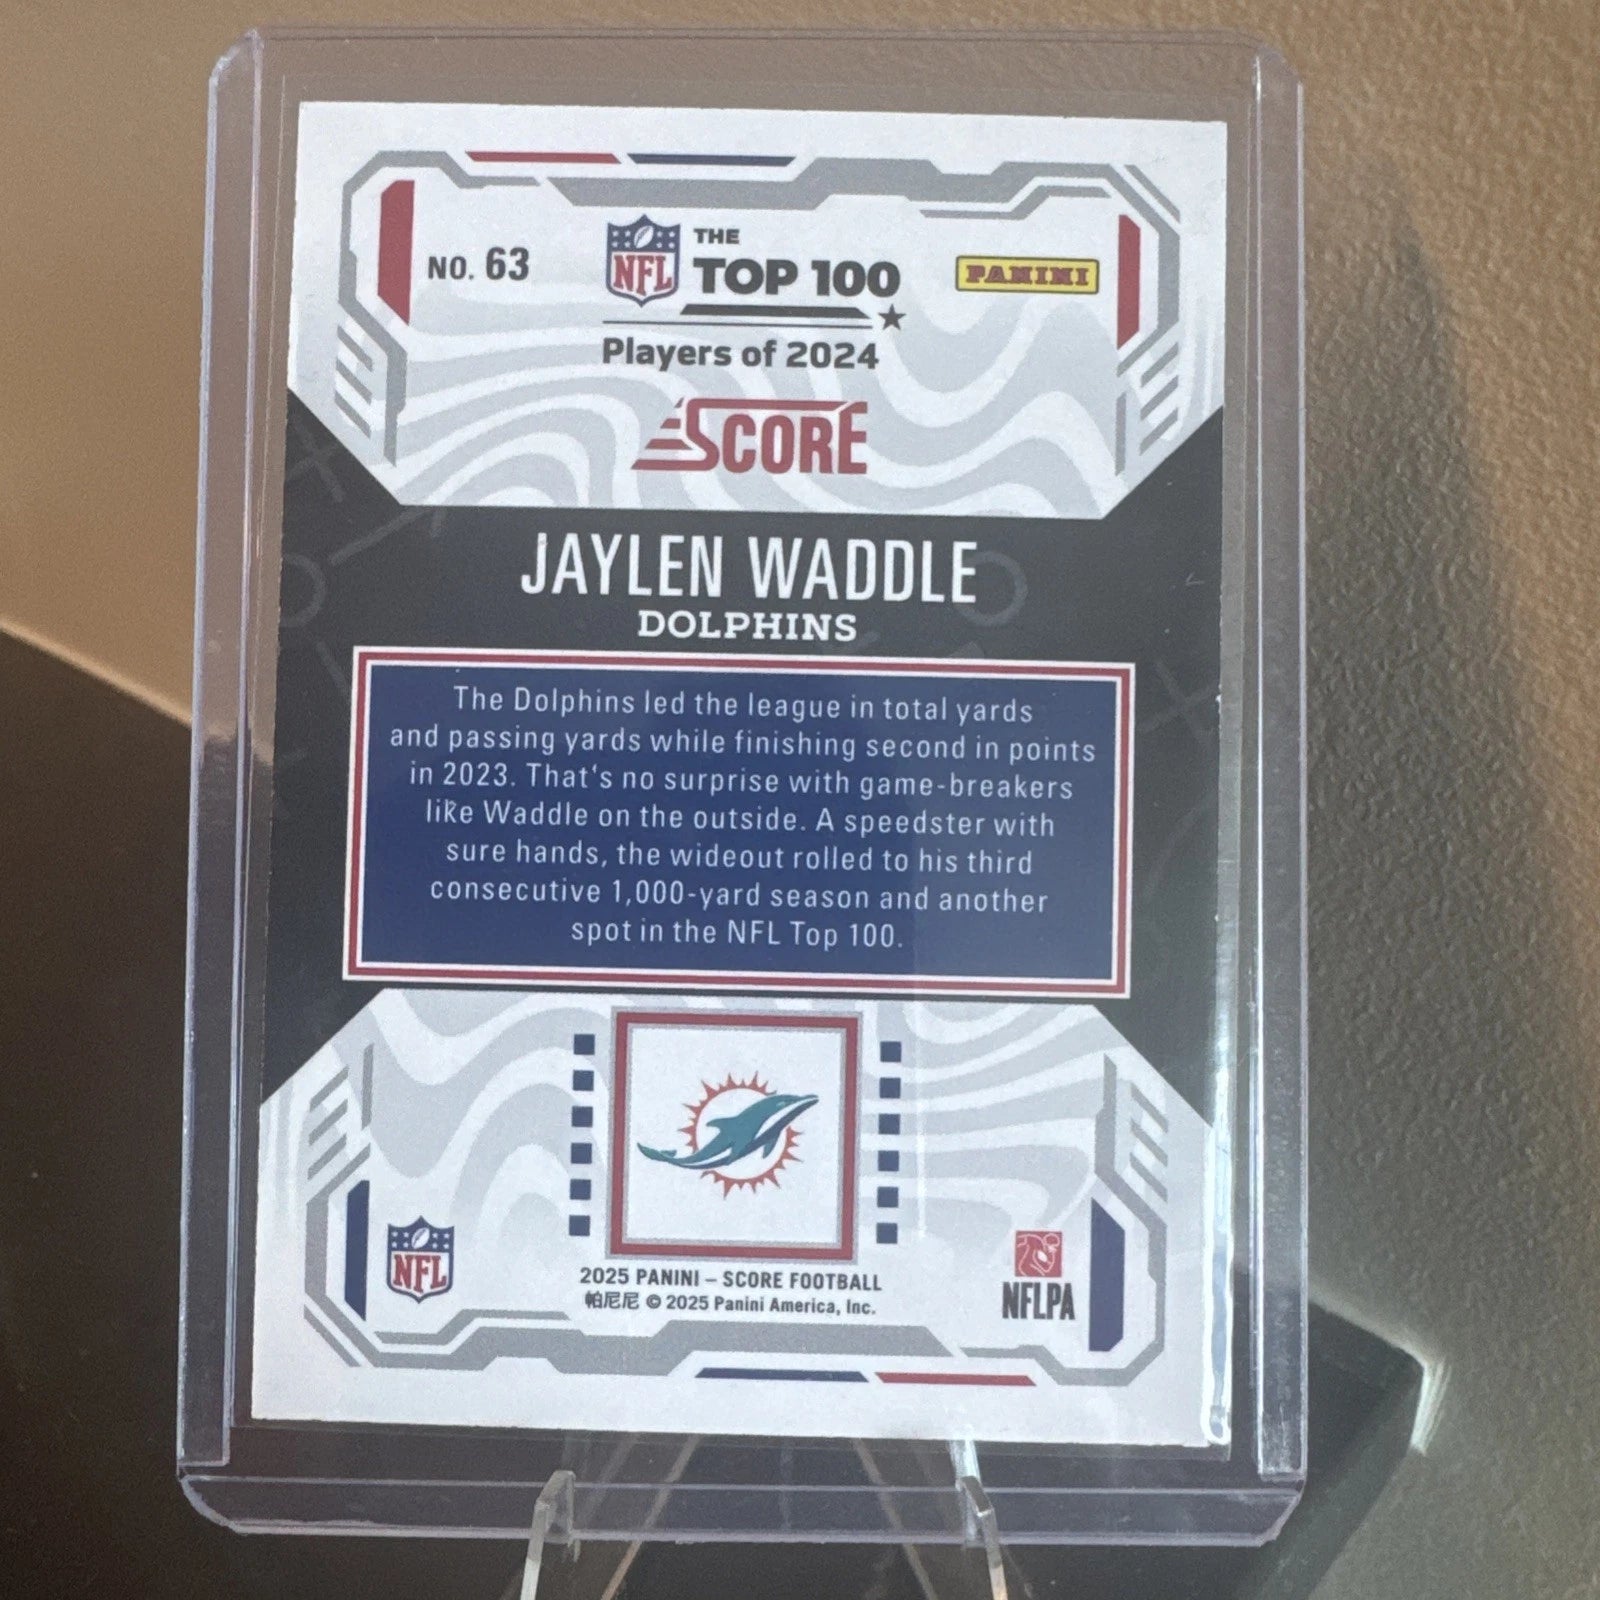 NO. 63
NFL
THE
TOP 100
PANINI
Players of 2024
SCORE
JAYLEN WADDLE
DOLPHINS
The Dolphins led the league in total yards
and passing yards while finishing second in points
in 2023. That's no surprise with game-breakers
like Waddle on the outside. A speedster with
sure hands, the wideout rolled to his third
consecutive 1,000-yard season and another
spot in the NFL Top 100.
NFL
2025 PANINI – SCORE FOOTBALL
帕尼尼 © 2025 Panini America, Inc.
NFLPA